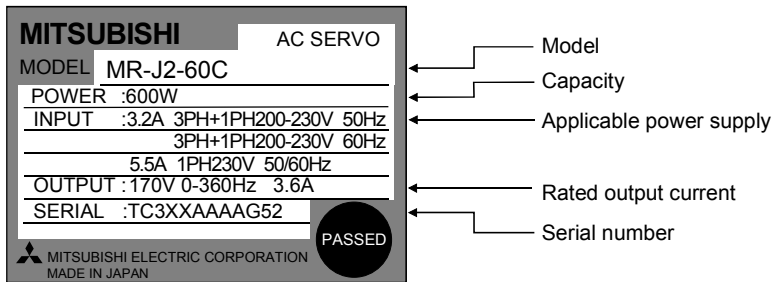 MITSUBISHI
AC SERVO
MODEL MR-J2-60C
POWER :600W
INPUT :3.2A 3PH+1PH200-230V 50Hz
3PH+1PH200-230V 60Hz
5.5A 1PH230V 50/60Hz
OUTPUT : 170V 0-360Hz 3.6A
SERIAL :TC3XXAAAAG52
PASSED
MITSUBISHI ELECTRIC CORPORATION
MADE IN JAPAN
Model
Capacity
Applicable power supply
Rated output current
Serial number